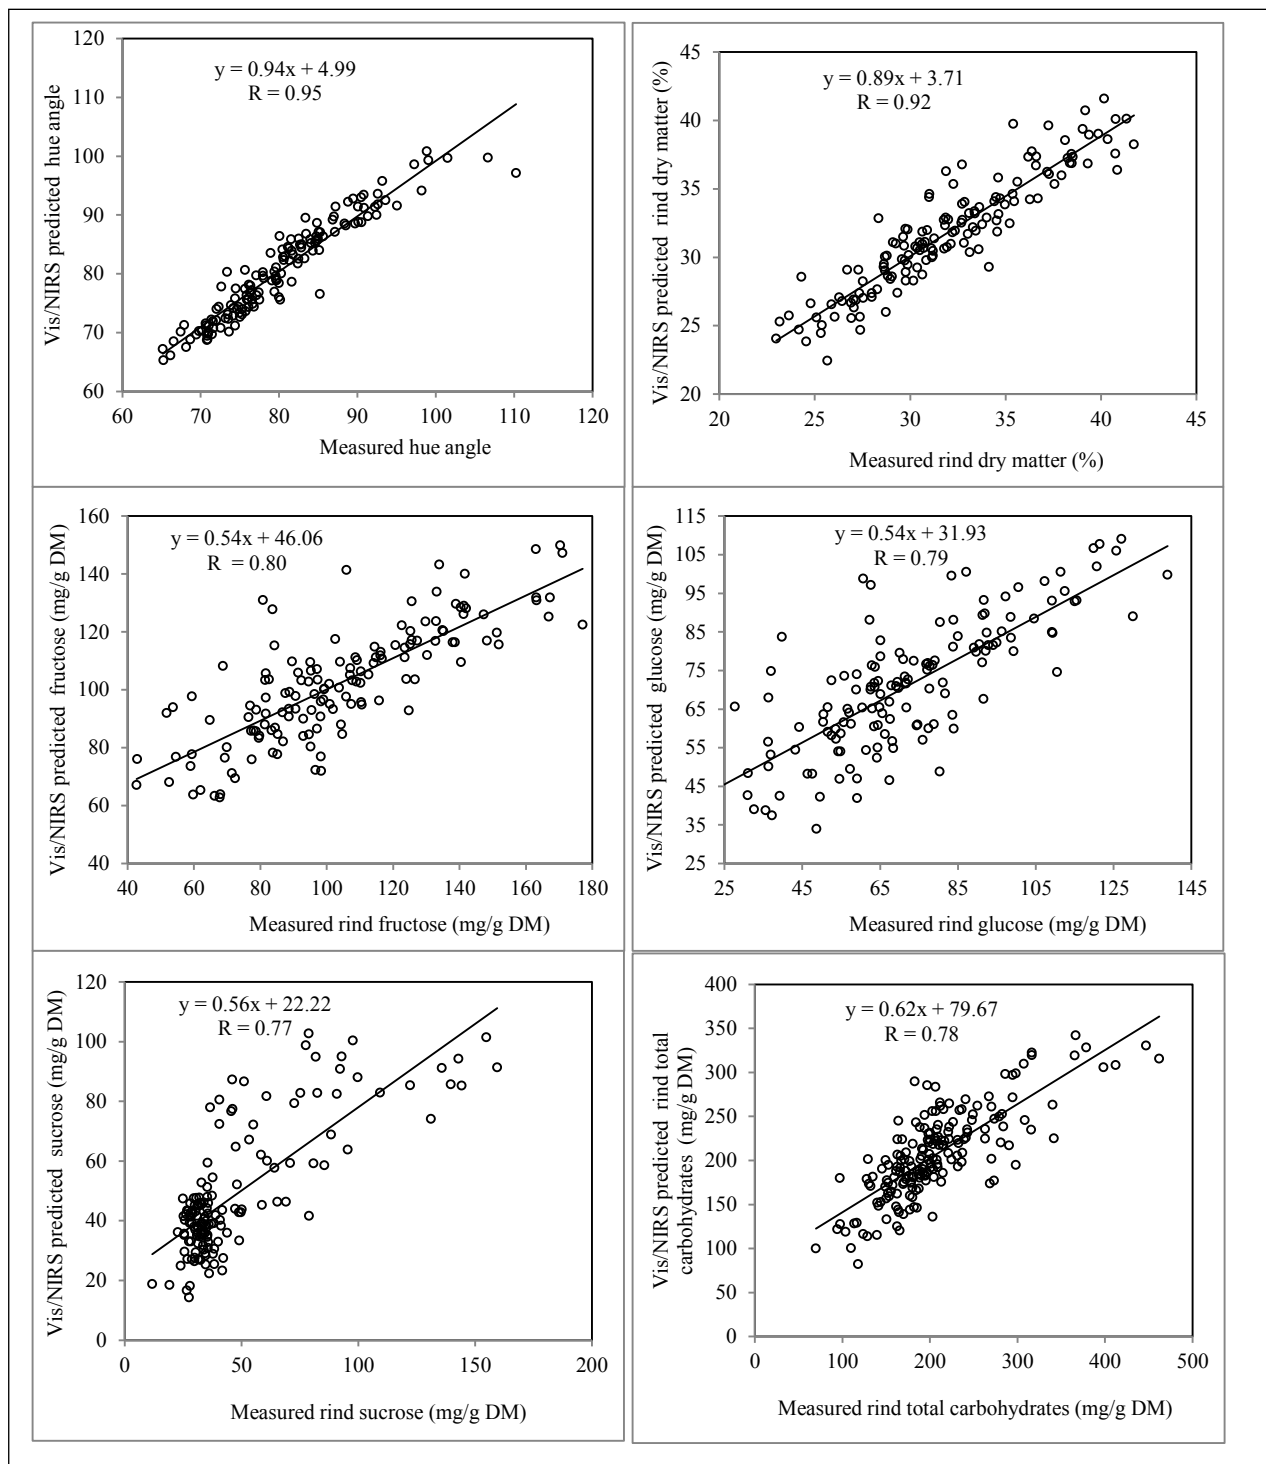 y = 0.94x + 4.99
R = 0.95
Vis/NIRS predicted hue angle
120
110
100
90
80
70
60
60 70 80 90 100 110 120
Measured hue angle
y = 0.89x + 3.71
R = 0.92
Vis/NIRS predicted rind dry matter (%)
45
40
35
30
25
20
20 25 30 35 40 45
Measured rind dry matter (%)
y = 0.54x + 46.06
R = 0.80
Vis/NIRS predicted rind fructose (mg/g DM)
160
140
120
100
80
60
40
40 60 80 100 120 140 160 180
Measured rind fructose (mg/g DM)
y = 0.54x + 31.93
R = 0.79
Vis/NIRS predicted rind glucose (mg/g DM)
115
105
95
85
75
65
55
45
35
25
25 45 65 85 105 125 145
Measured rind glucose (mg/g DM)
y = 0.56x + 22.22
R = 0.77
Vis/NIRS predicted rind sucrose (mg/g DM)
120
100
80
60
40
20
0
0 50 100 150 200
Measured rind sucrose (mg/g DM)
y = 0.62x + 79.67
R = 0.78
Vis/NIRS predicted rind total
carbohydrates (mg/g DM)
400
350
300
250
200
150
100
50
0
0 100 200 300 400 500
Measured rind total carbohydrates (mg/g DM)